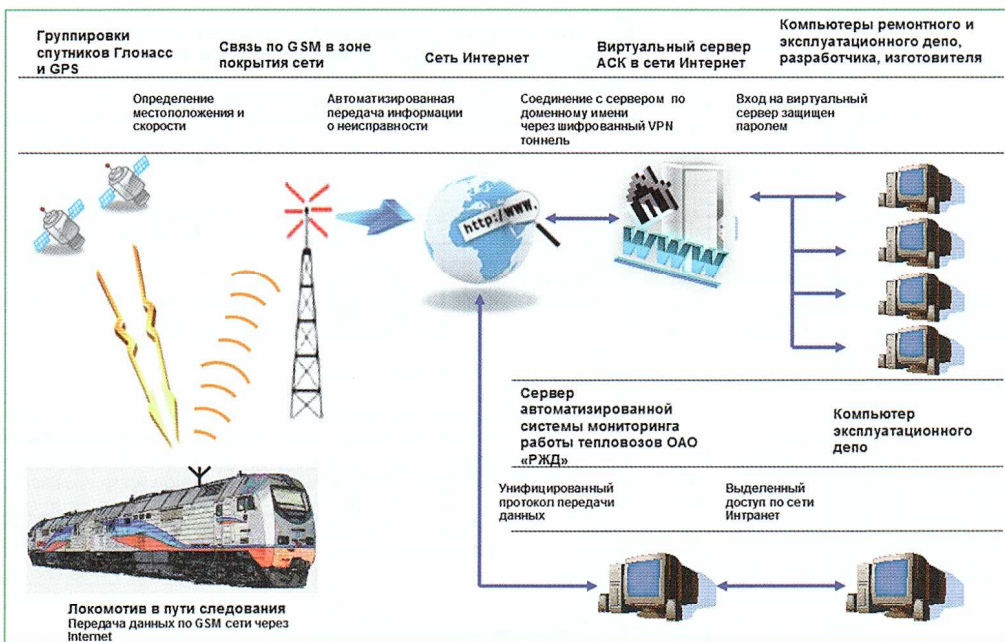 Группировки
спутников Глонасс
и GPS
Связь по GSM в зоне
покрытия сети
Сеть Интернет
Виртуальный сервер
АСК в сети Интернет
Компьютеры ремонтного и
эксплуатационного депо,
разработчика, изготовителя
Определение
местоположения и
скорости
Автоматизированная
передача информации
о неисправности
Соединение с сервером по
доменному имени
через шифрованный VPN
тоннель
Вход на виртуальный
сервер защищен
паролем
http:/www.
WWW
Сервер
автоматизированной
системы мониторинга
работы тепловозов ОАО
«РЖД»
Компьютер
эксплуатационного
депо
Унифицированный
протокол передачи
данных
Выделенный
доступ по сети
Интранет
Локомотив в пути следования
Передача данных по GSM сети через
Internet